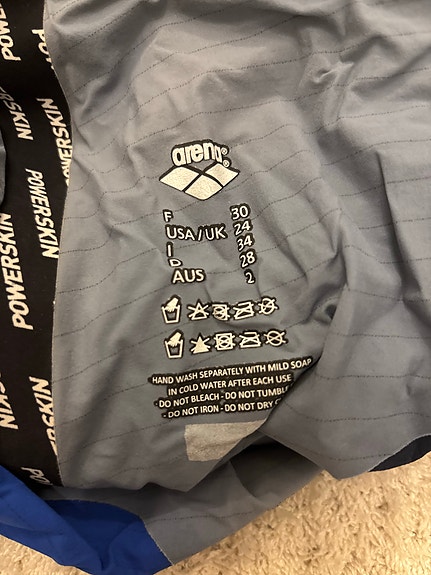 POWERSKIN
POWERSKIN
POWERSKIN
POWERSKIN
arena®
®
F 30
USA/UK 24
I 34
D 28
AUS 2
HAND WASH SEPARATELY WITH MILD SOAP
IN COLD WATER AFTER EACH USE
- DO NOT BLEACH - DO NOT TUMBLE
- DO NOT IRON - DO NOT DRY